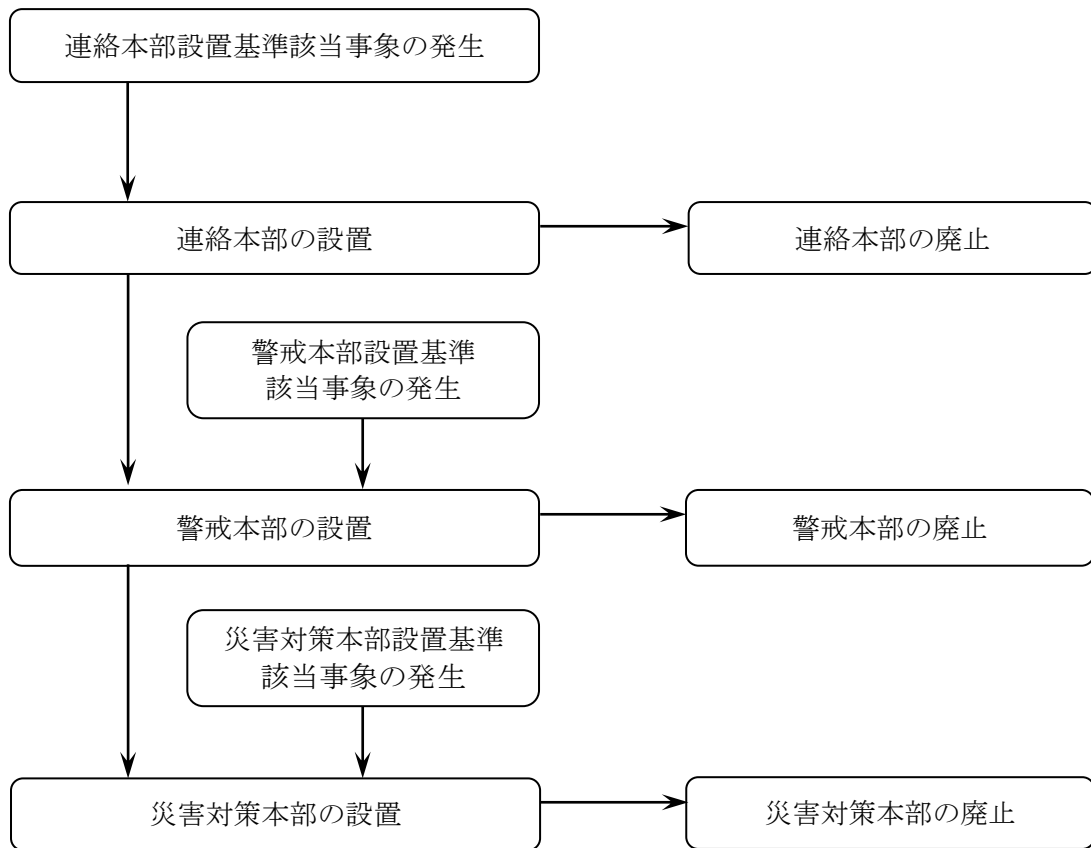 連絡本部設置基準該当事象の発生
連絡本部の設置
連絡本部の廃止
警戒本部設置基準
該当事象の発生
警戒本部の設置
警戒本部の廃止
災害対策本部設置基準
該当事象の発生
災害対策本部の設置
災害対策本部の廃止